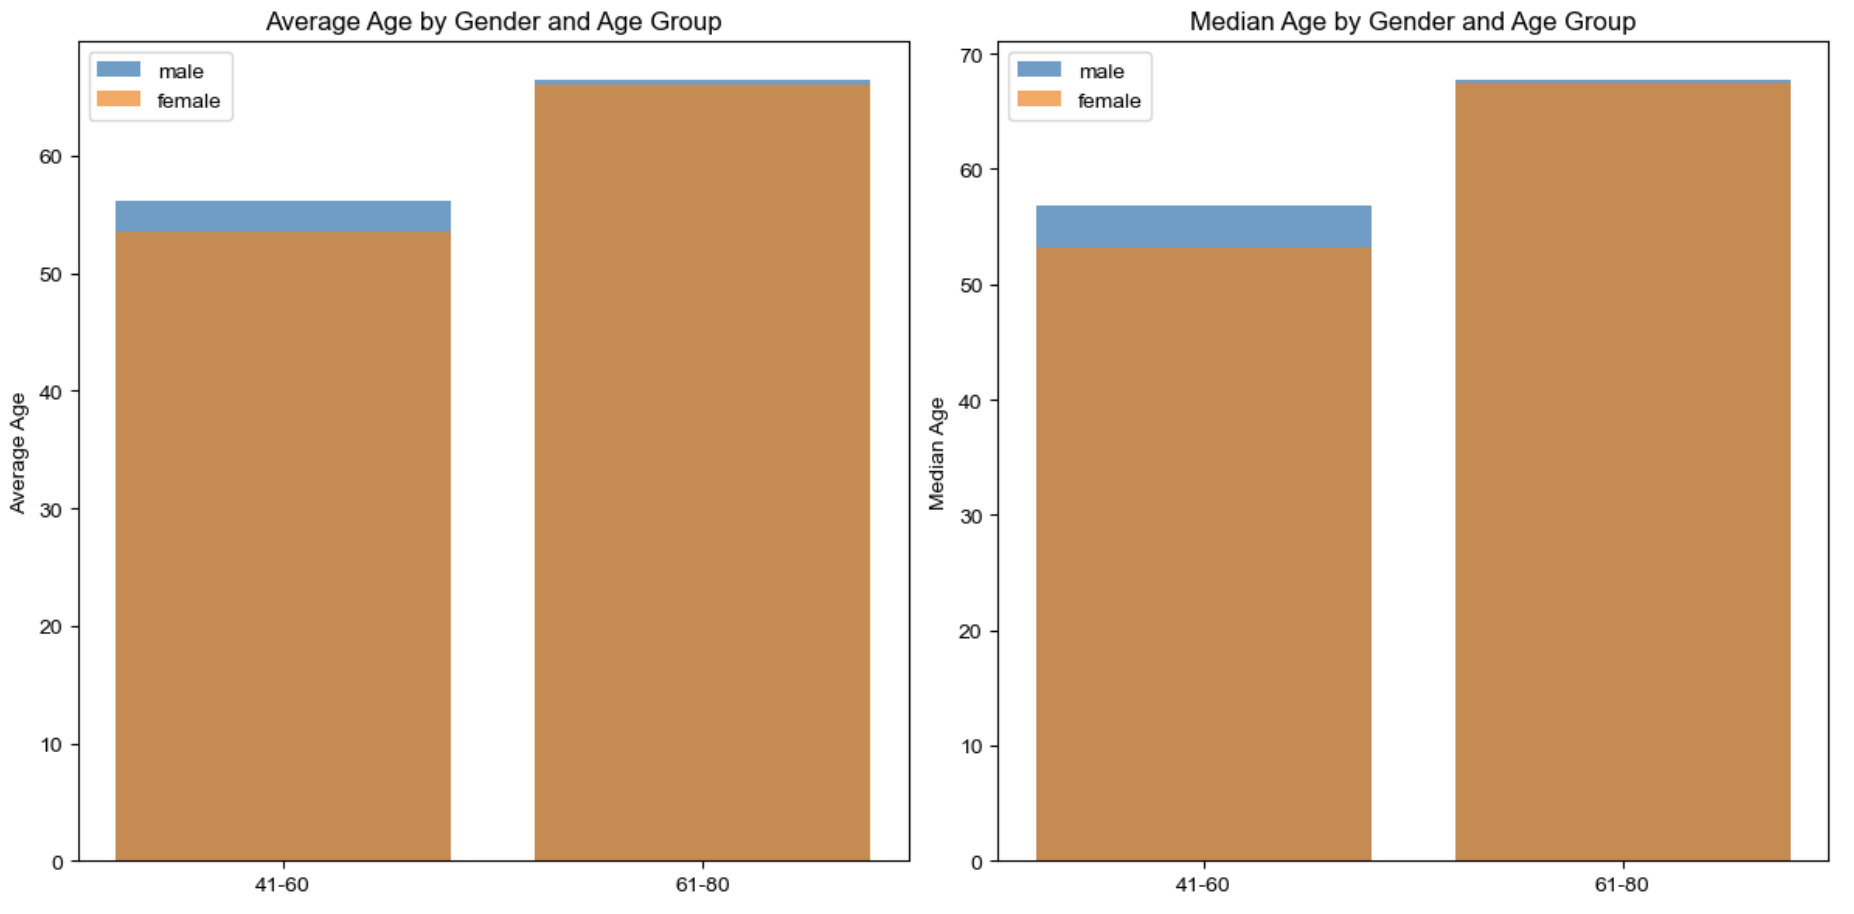 Average Age by Gender and Age Group
male
female
60
50
40
30
20
10
0
Average Age
41-60
61-80
Median Age by Gender and Age Group
male
female
70
60
50
40
30
20
10
0
Median Age
41-60
61-80